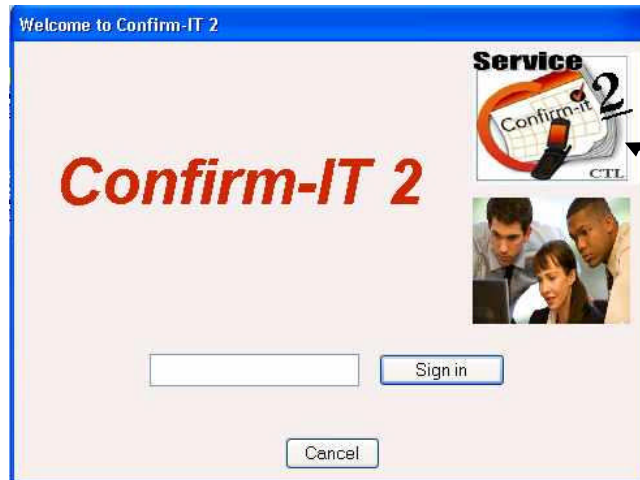 Welcome to Confirm-IT 2
Service
Confirm-it 2
CTL
Confirm-IT 2
Sign in
Cancel